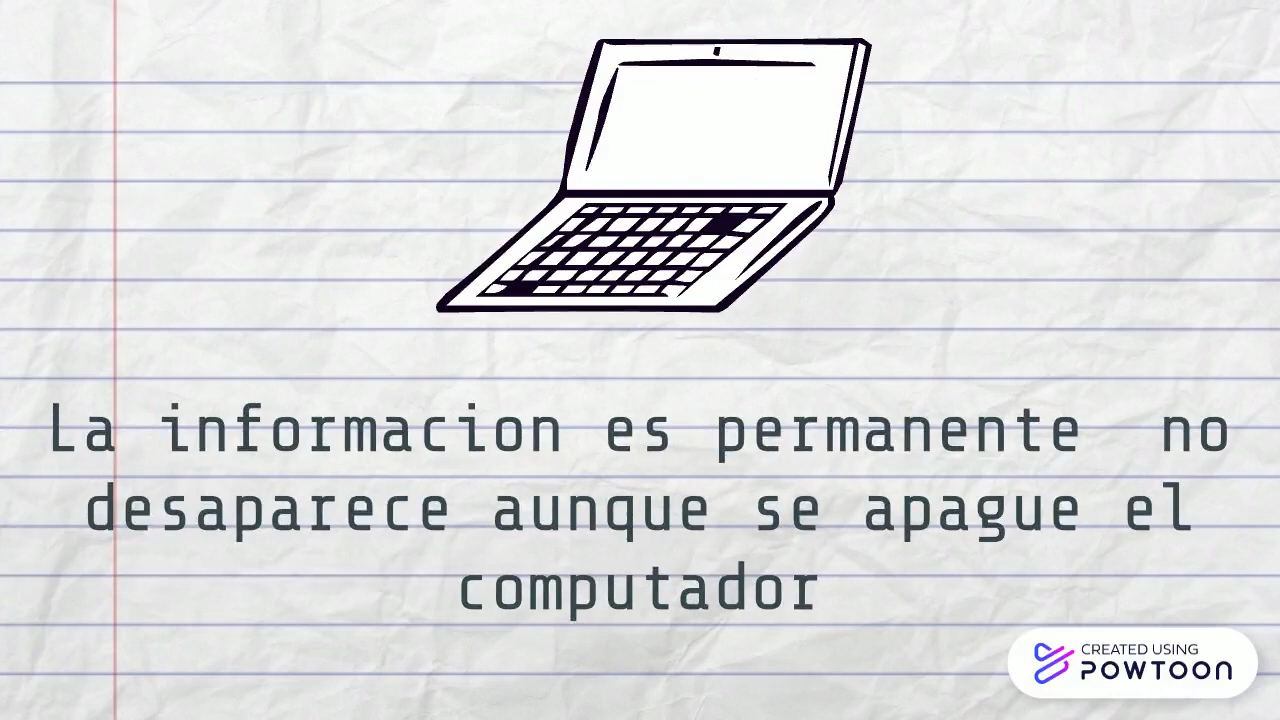 La informacion es permanente  no
desaparece aunque se apague el
computador
CREATED USING
POWTOON